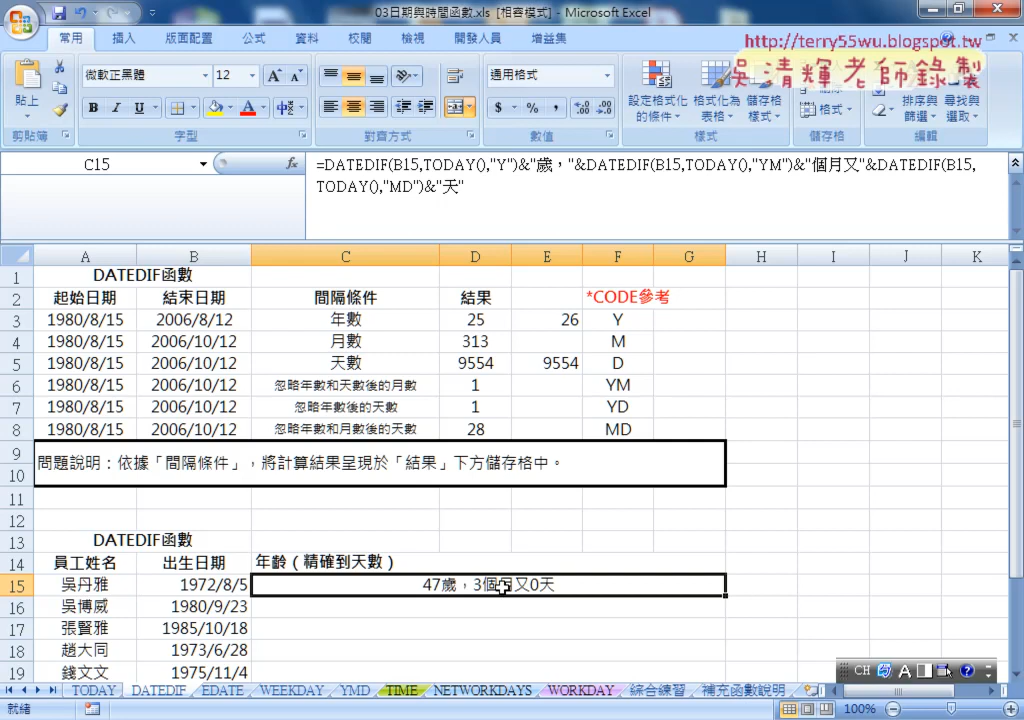 03日期與時間函數.xls [相容模式] - Microsoft Excel
常用 插入 版面配置 公式 資料 校閱 檢視 開發人員 增益集
http://terry55wu.blogspot.tw
吳清輝老師錄製
貼上 微軟正黑體 12 通用格式
B I U $ % ,
設定格式化的條件 格式化為表格 儲存格樣式 格式 排序與篩選 尋找與選取
剪貼簿 字型 對齊方式 數值 樣式 儲存格 編輯
C15 fx =DATEDIF(B15,TODAY(),"Y")&"歲，"&DATEDIF(B15,TODAY(),"YM")&"個月又"&DATEDIF(B15,
TODAY(),"MD")&"天"
A B C D E F G H I J K
1 DATEDIF函數
2 起始日期 結束日期 間隔條件 結果 *CODE參考
3 1980/8/15 2006/8/12 年數 25 26 Y
4 1980/8/15 2006/10/12 月數 313 M
5 1980/8/15 2006/10/12 天數 9554 9554 D
6 1980/8/15 2006/10/12 忽略年數和天數後的月數 1 YM
7 1980/8/15 2006/10/12 忽略年數後的天數 1 YD
8 1980/8/15 2006/10/12 忽略年數和月數後的天數 28 MD
9 問題說明：依據「間隔條件」，將計算結果呈現於「結果」下方儲存格中。
10
11
12
13 DATEDIF函數
14 員工姓名 出生日期 年齡（精確到天數）
15 吳丹雅 1972/8/5 47歲，3個月又0天
16 吳博威 1980/9/23
17 張賢雅 1985/10/18
18 趙大同 1973/6/28
19 錢文文 1975/11/4
CH A
TODAY DATEDIF EDATE WEEKDAY YMD TIME NETWORKDAYS WORKDAY 綜合練習 補充函數說明
就緒 100%